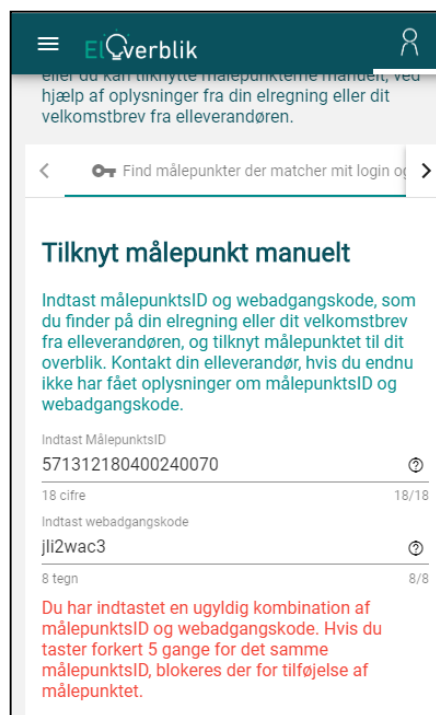 ElOverblik
eller du kan tilknytte målepunkterne manuelt, ved
hjælp af oplysninger fra din elregning eller dit
velkomstbrev fra elleverandøren.
Find målepunkter der matcher mit login og
Tilknyt målepunkt manuelt
Indtast målepunktsID og webadgangskode, som
du finder på din elregning eller dit velkomstbrev
fra elleverandøren, og tilknyt målepunktet til dit
overblik. Kontakt din elleverandør, hvis du endnu
ikke har fået oplysninger om målepunktsID og
webadgangskode.
Indtast MålepunktsID
571312180400240070
18 cifre 18/18
Indtast webadgangskode
jli2wac3
8 tegn 8/8
Du har indtastet en ugyldig kombination af
målepunktsID og webadgangskode. Hvis du
taster forkert 5 gange for det samme
målepunktsID, blokeres der for tilføjelse af
målepunktet.